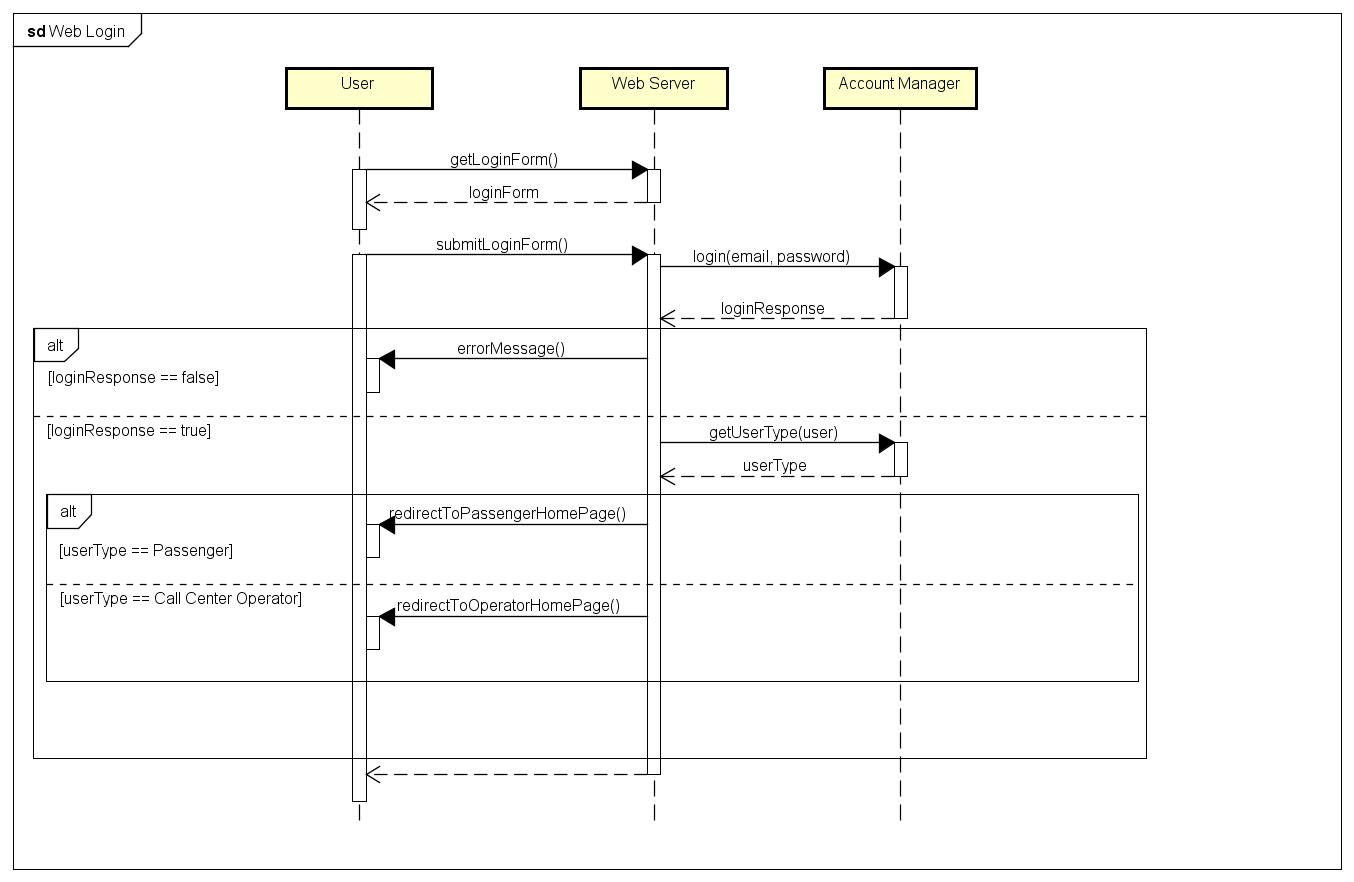 sd Web Login
User
Web Server
Account Manager
getLoginForm()
loginForm
submitLoginForm()
login(email, password)
loginResponse
alt
errorMessage()
[loginResponse == false]
[loginResponse == true]
getUserType(user)
userType
alt
redirectToPassengerHomePage()
[userType == Passenger]
[userType == Call Center Operator]
redirectToOperatorHomePage()